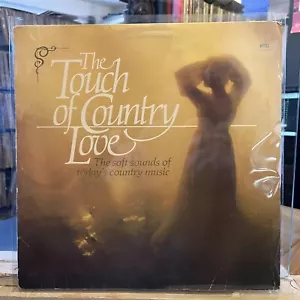 The
Touch
of Country
Love
The soft sounds of
today's country music